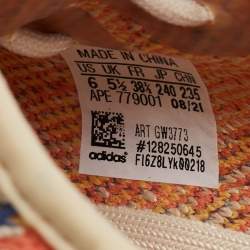 MADE IN CHINA
US UK FR JP CHN
6 5½ 38⅔ 240 235
APE 779001 08/21
ART GW3773
#128250645
FI6Z8LYk00218
adidas